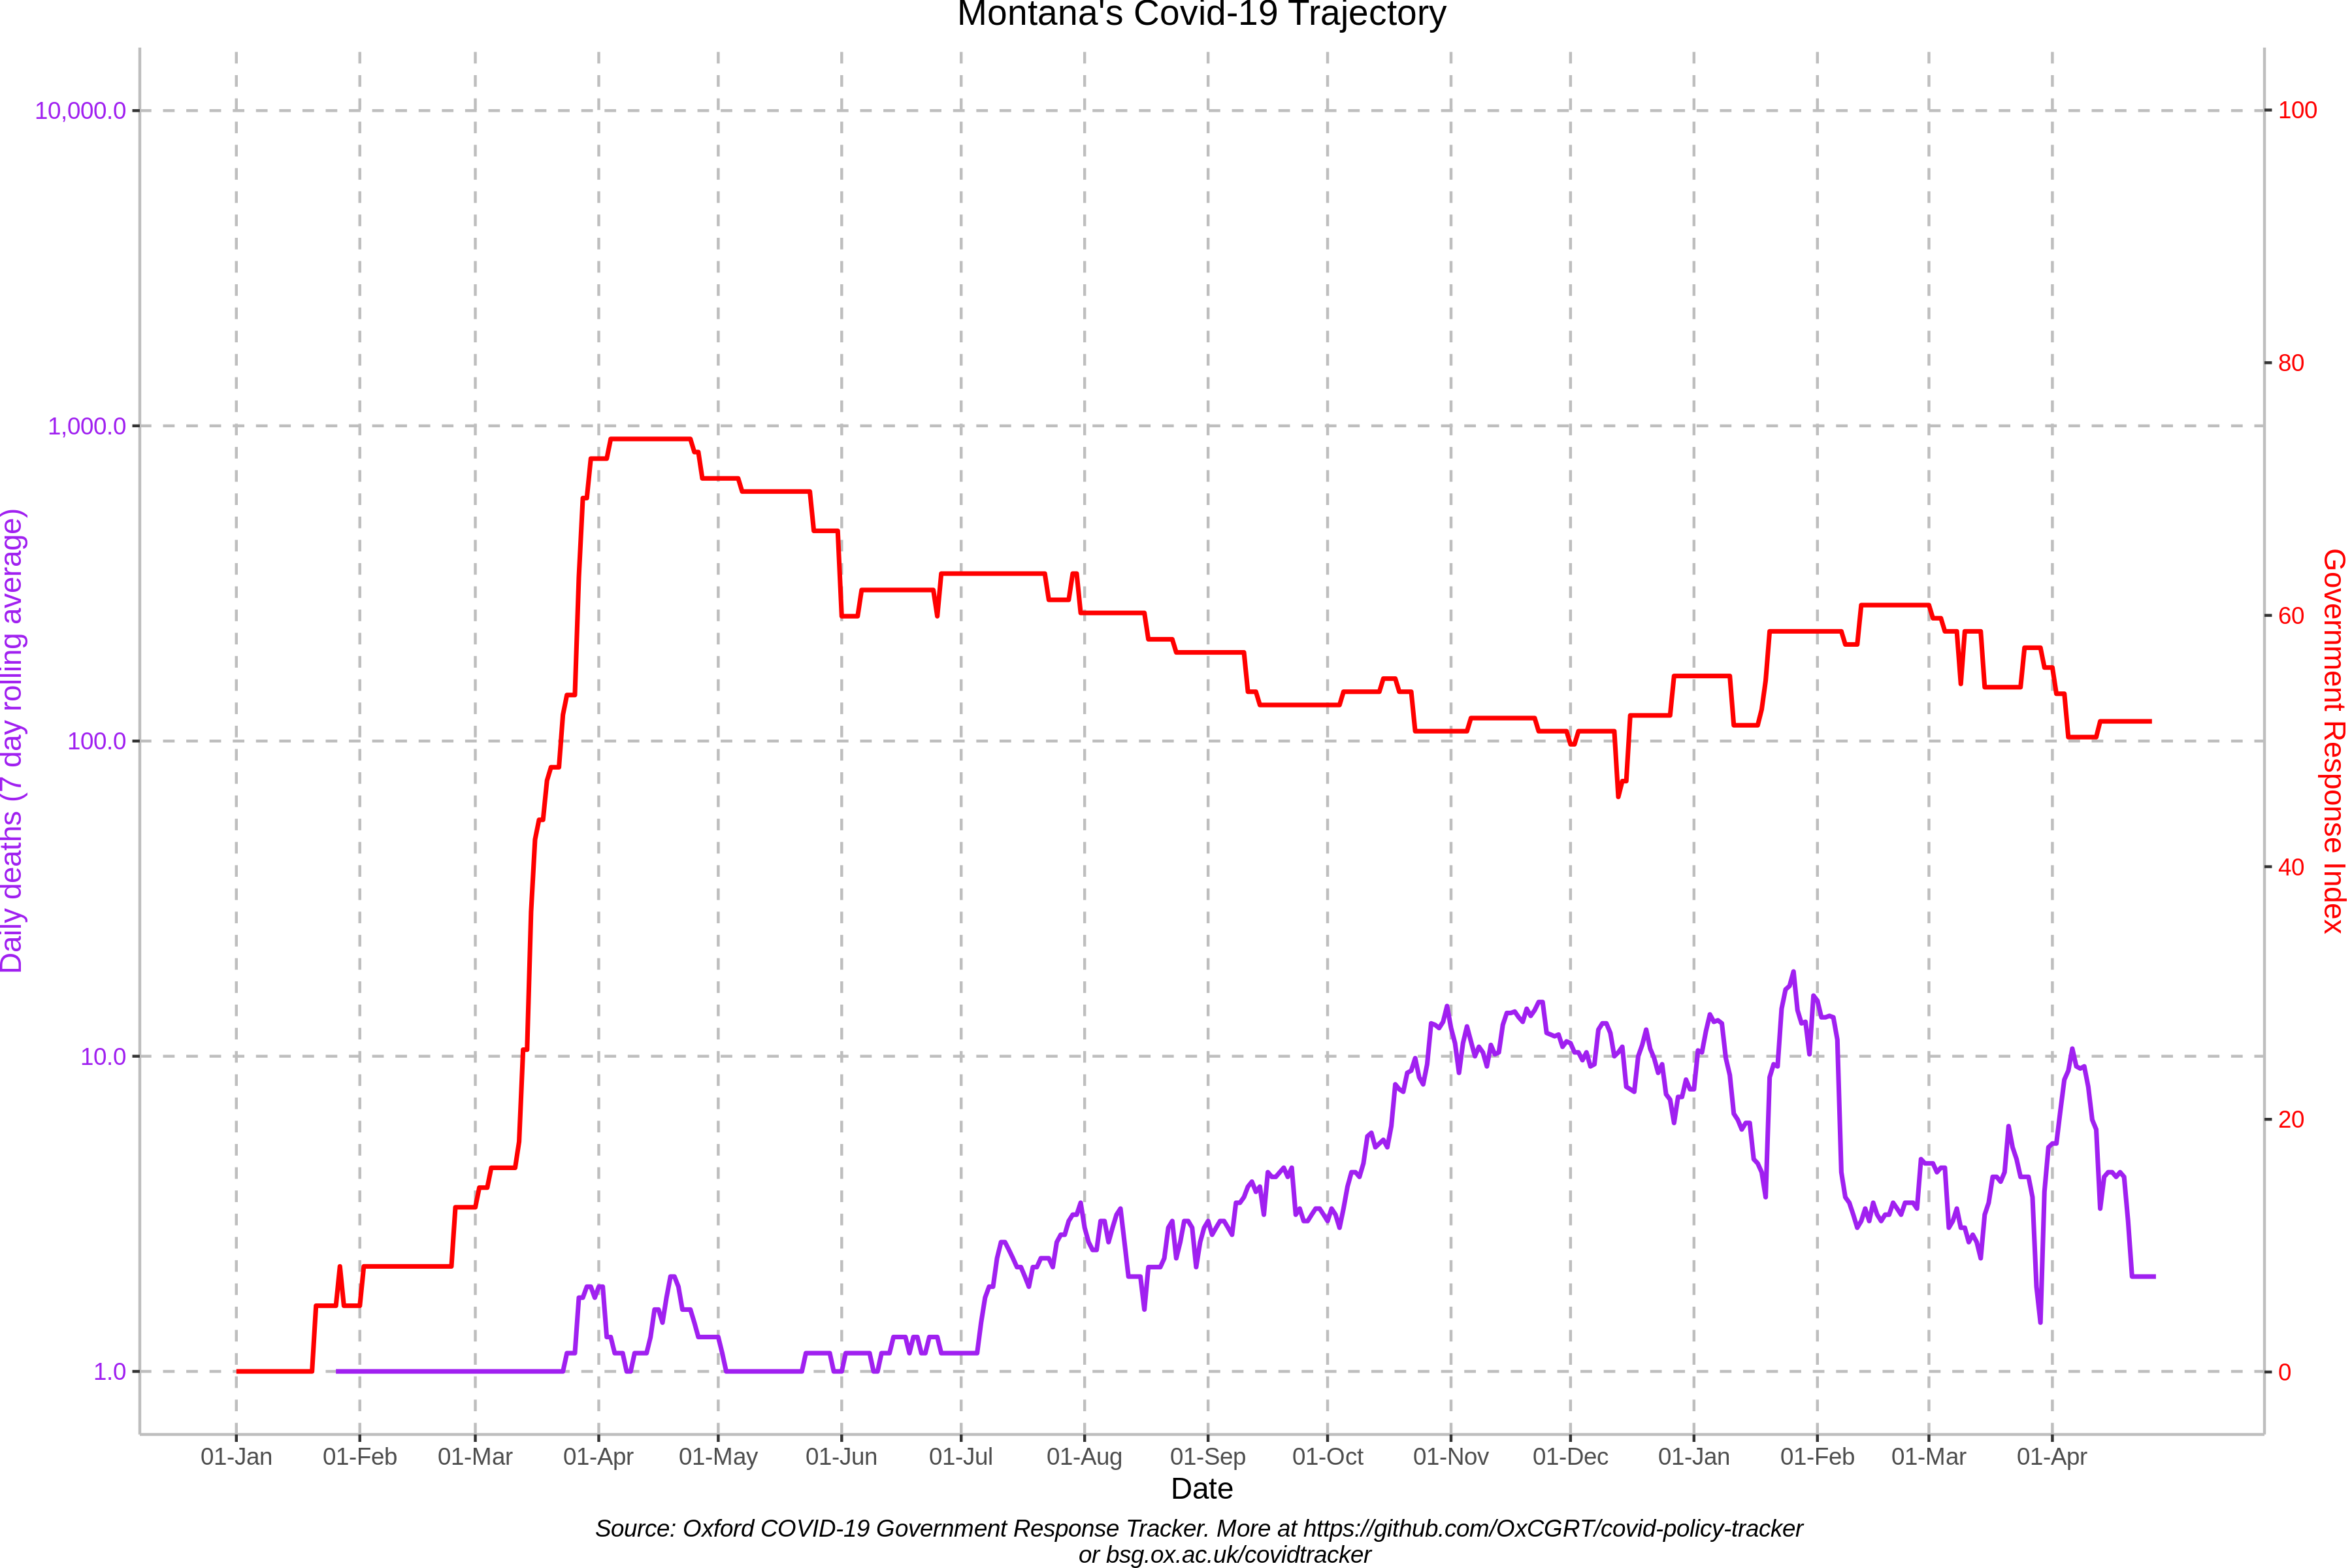 Montana's Covid-19 Trajectory
10,000.0
1,000.0
100.0
10.0
1.0
Daily deaths (7 day rolling average)
100
80
60
40
20
0
Government Response Index
01-Jan 01-Feb 01-Mar 01-Apr 01-May 01-Jun 01-Jul 01-Aug 01-Sep 01-Oct 01-Nov 01-Dec 01-Jan 01-Feb 01-Mar 01-Apr
Date
Source: Oxford COVID-19 Government Response Tracker. More at https://github.com/OxCGRT/covid-policy-tracker
or bsg.ox.ac.uk/covidtracker